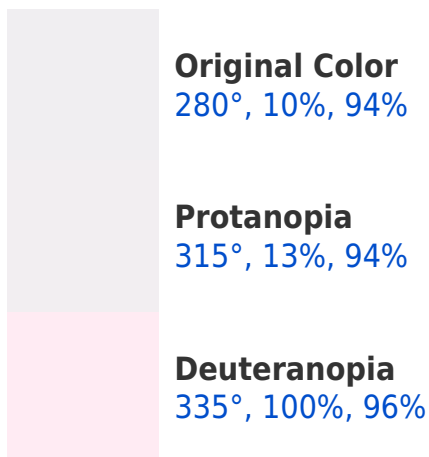 Original Color
280°, 10%, 94%
Protanopia
315°, 13%, 94%
Deuteranopia
335°, 100%, 96%